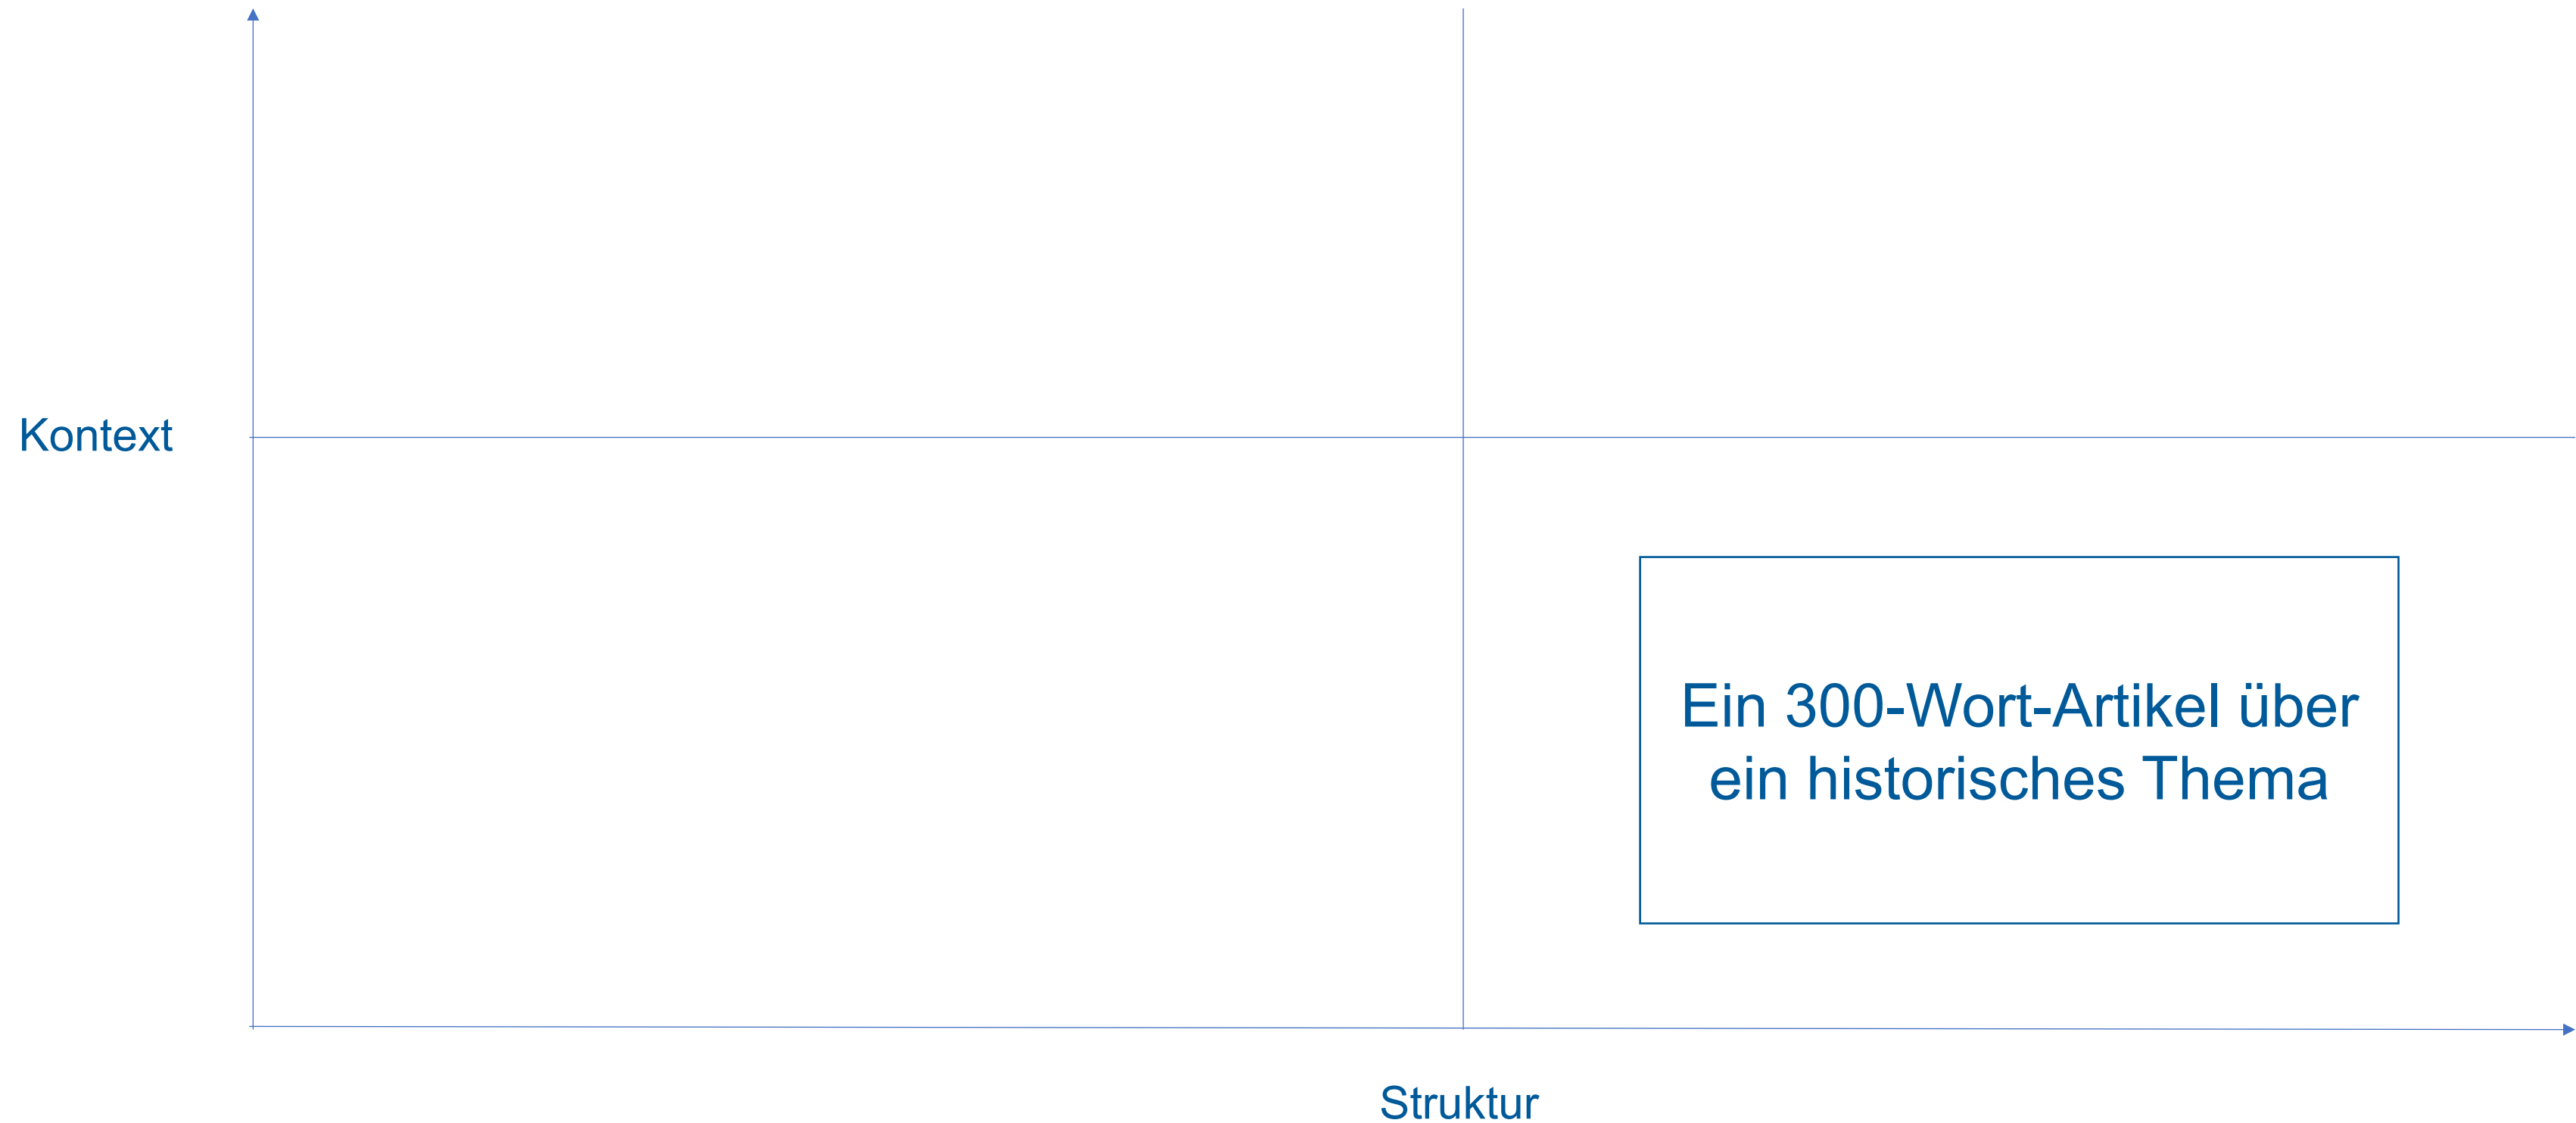 Kontext
Ein 300-Wort-Artikel über
ein historisches Thema
Struktur